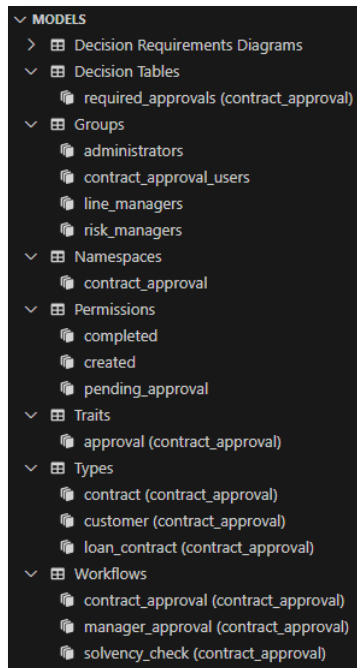 MODELS
Decision Requirements Diagrams
Decision Tables
required_approvals (contract_approval)
Groups
administrators
contract_approval_users
line_managers
risk_managers
Namespaces
contract_approval
Permissions
completed
created
pending_approval
Traits
approval (contract_approval)
Types
contract (contract_approval)
customer (contract_approval)
loan_contract (contract_approval)
Workflows
contract_approval (contract_approval)
manager_approval (contract_approval)
solvency_check (contract_approval)